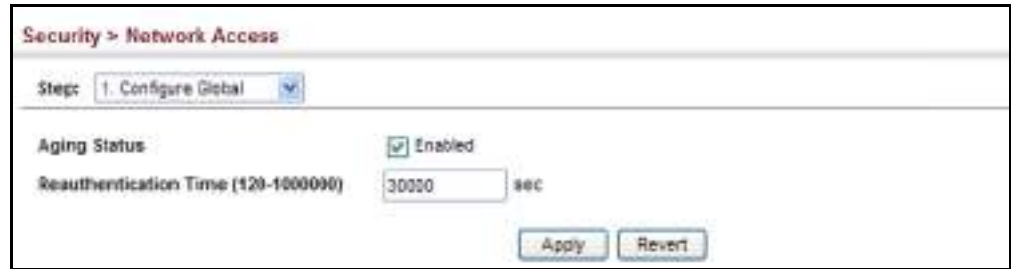 Security > Network Access
Step: 1. Configure Global
Aging Status Enabled
Reauthentication Time (120-1000000) 30000 sec
Apply Revert